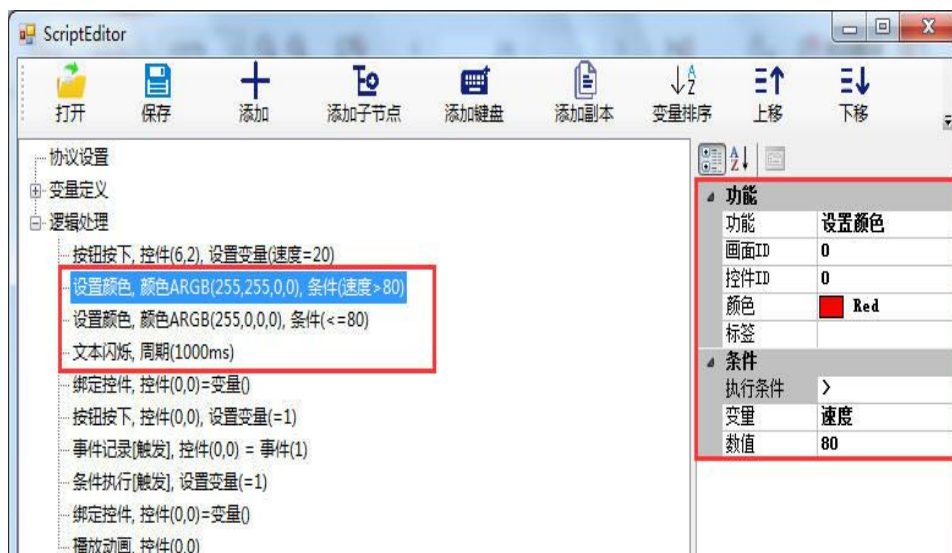 ScriptEditor
打开 保存 添加 添加子节点 添加键盘 添加副本 变量排序 上移 下移
协议设置
变量定义
逻辑处理
按钮按下, 控件(6,2), 设置变量(速度=20)
设置颜色, 颜色ARGB(255,255,0,0), 条件(速度>80)
设置颜色, 颜色ARGB(255,0,0,0), 条件(<=80)
文本闪烁, 周期(1000ms)
绑定控件, 控件(0,0)=变量()
按钮按下, 控件(0,0), 设置变量(=1)
事件记录[触发], 控件(0,0) = 事件(1)
条件执行[触发], 设置变量(=1)
绑定控件, 控件(0,0)=变量()
播放动画, 控件(0,0)
功能
功能 设置颜色
画面ID 0
控件ID 0
颜色 Red
标签
条件
执行条件 >
变量 速度
数值 80